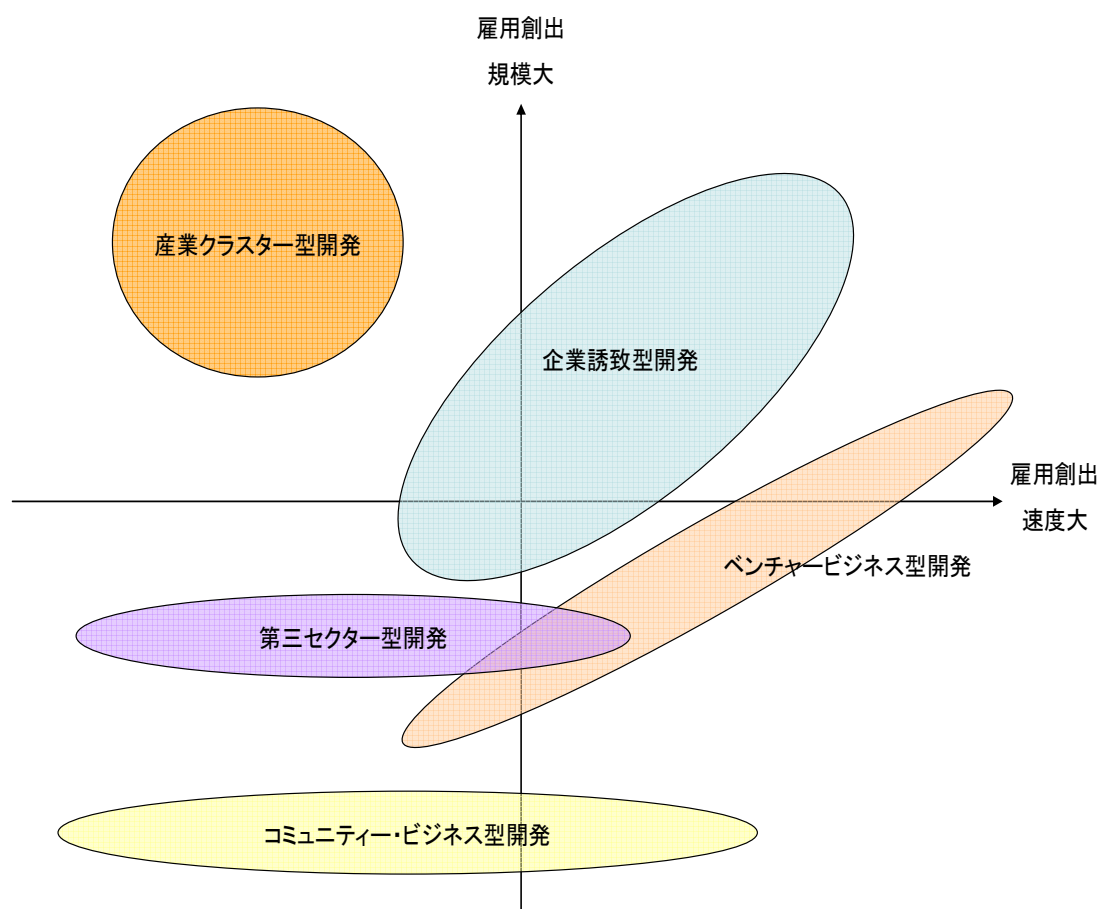 雇用創出
規模大
産業クラスター型開発
企業誘致型開発
雇用創出
速度大
ベンチャービジネス型開発
第三セクター型開発
コミュニティー・ビジネス型開発